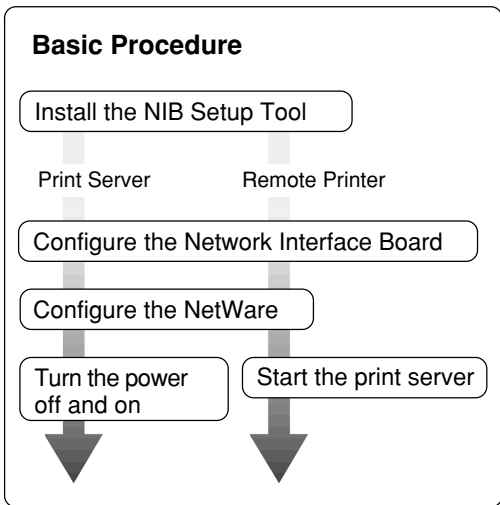 Basic Procedure
Install the NIB Setup Tool
Print Server
Remote Printer
Configure the Network Interface Board
Configure the NetWare
Turn the power
off and on
Start the print server